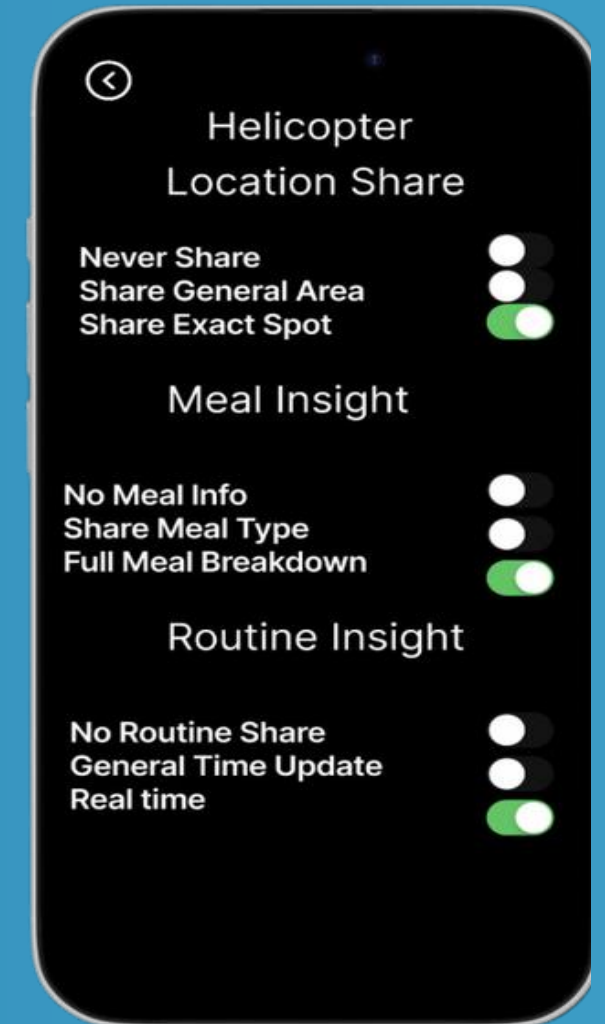 Helicopter
Location Share
Never Share
Share General Area
Share Exact Spot
Meal Insight
No Meal Info
Share Meal Type
Full Meal Breakdown
Routine Insight
No Routine Share
General Time Update
Real time